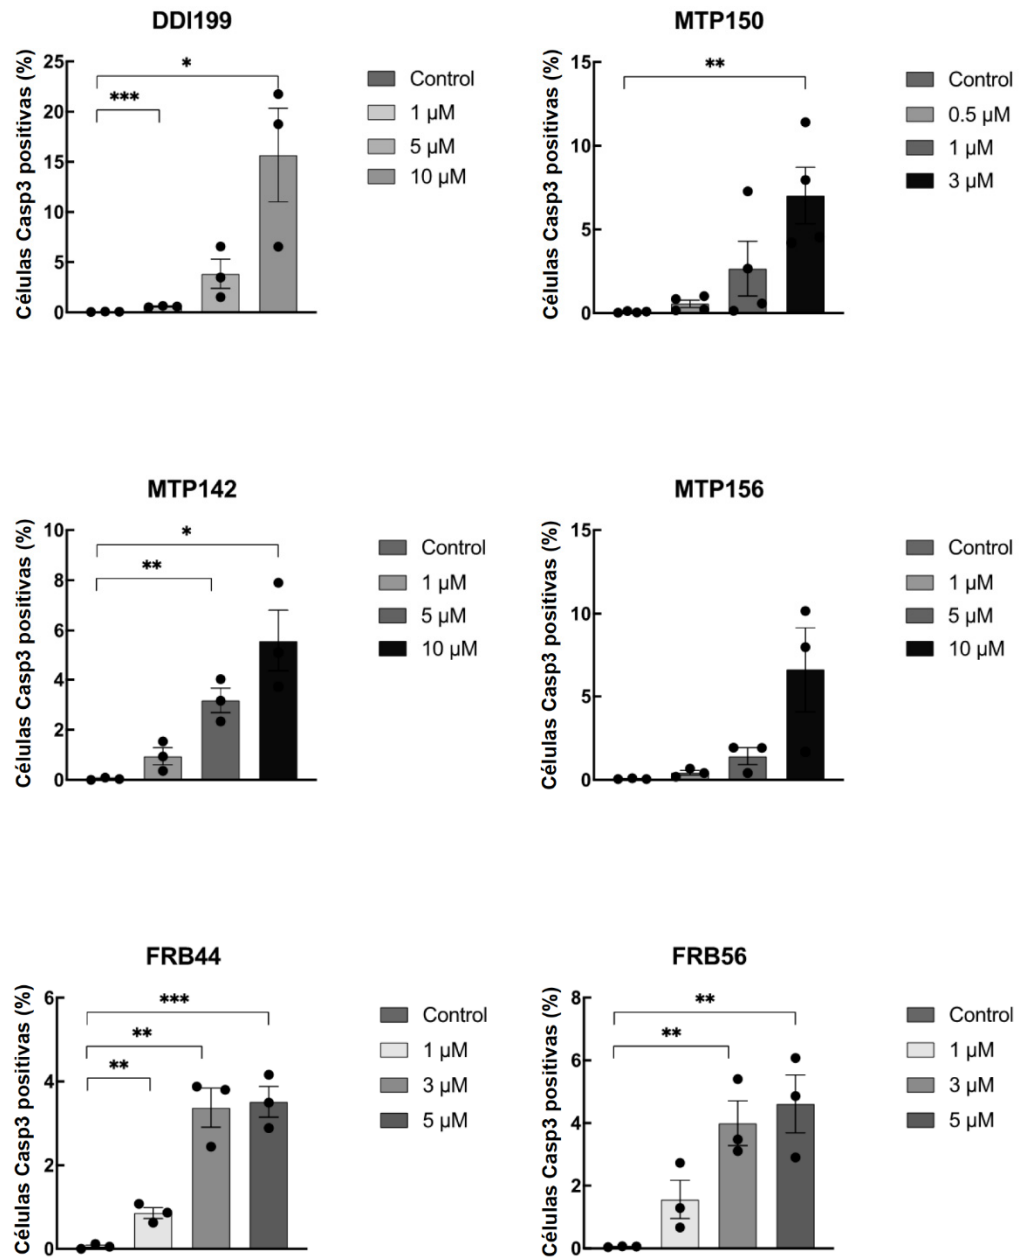 DDI199
Células Casp3 positivas (%)
25
20
15
10
5
0
*
***
Control
1 µM
5 µM
10 µM
MTP150
Células Casp3 positivas (%)
15
10
5
0
**
Control
0.5 µM
1 µM
3 µM
MTP142
Células Casp3 positivas (%)
10
8
6
4
2
0
*
**
Control
1 µM
5 µM
10 µM
MTP156
Células Casp3 positivas (%)
15
10
5
0
Control
1 µM
5 µM
10 µM
FRB44
Células Casp3 positivas (%)
6
4
2
0
***
**
**
Control
1 µM
3 µM
5 µM
FRB56
Células Casp3 positivas (%)
8
6
4
2
0
**
**
Control
1 µM
3 µM
5 µM